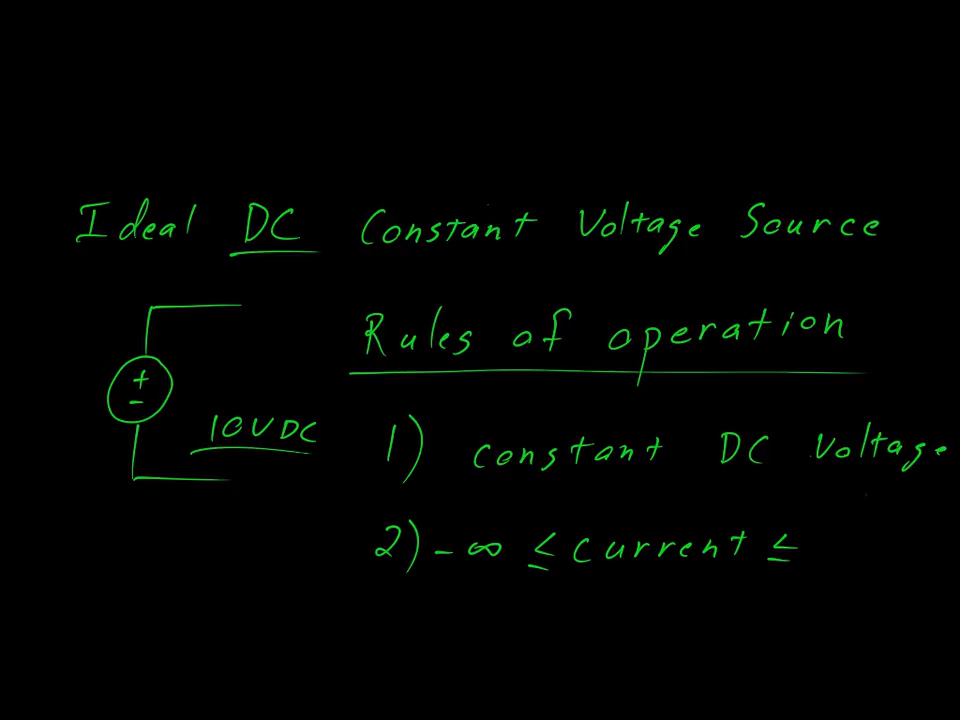 Ideal DC Constant Voltage Source
Rules of operation
+
-
10VDC
1) constant DC Voltage
2) -∞ ≤ current ≤